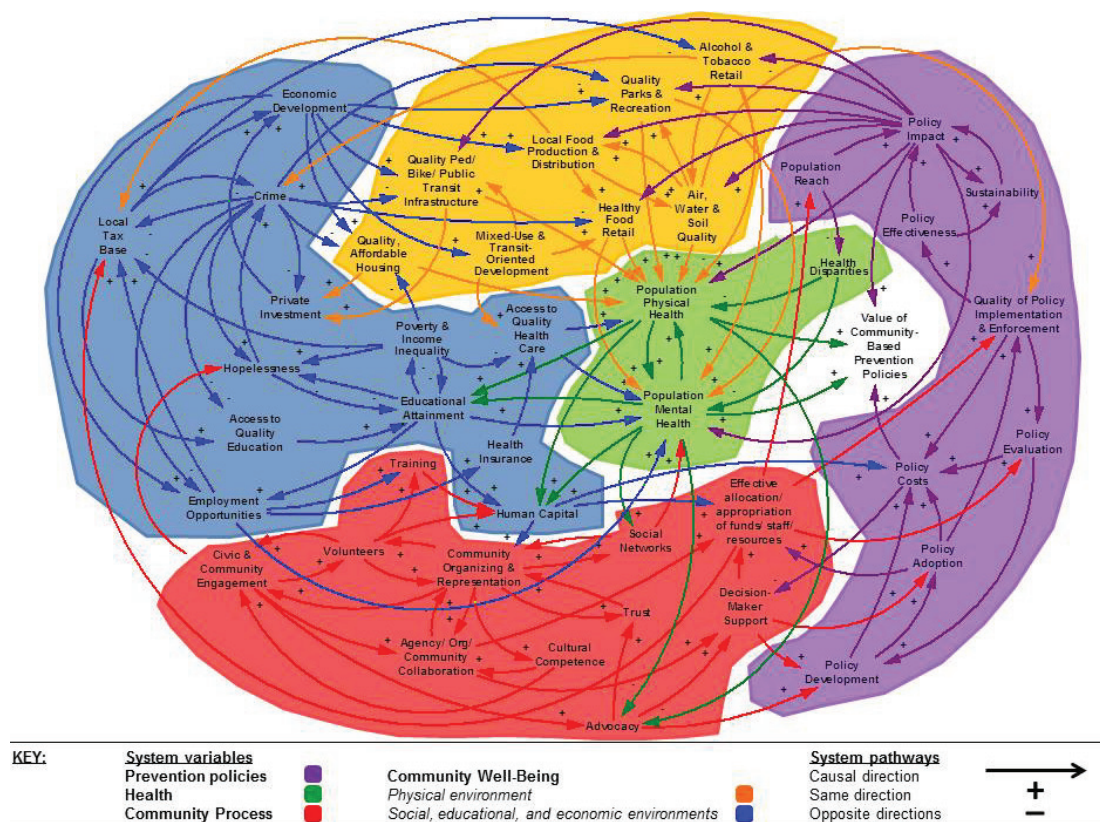 Alcohol &
Tobacco
Retail
Economic
Development
Quality
Parks &
Recreation
Policy
Impact
Local Food
Production &
Distribution
Quality Ped/
Bike/ Public
Transit
Infrastructure
Population
Reach
Sustainability
Crime
Local
Tax
Base
Healthy
Food
Retail
Air,
Water &
Soil
Quality
Policy
Effectiveness
Quality,
Affordable
Housing
Mixed-Use &
Transit-
Oriented
Development
Health
Disparities
Private
Investment
Population
Physical
Health
Quality of Policy
Implementation
& Enforcement
Access to
Quality Health
Care
Value of
Community-
Based
Prevention
Policies
Poverty &
Income
Inequality
Hopelessness
Educational
Attainment
Population
Mental
Health
Access to
Quality
Education
Health
Insurance
Policy
Evaluation
Training
Policy
Costs
Employment
Opportunities
Human Capital
Effective
allocation/
appropriation
of funds/ staff/
resources
Social
Networks
Civic &
Community
Engagement
Volunteers
Community
Organizing &
Representation
Policy
Adoption
Decision-
Maker
Support
Trust
Agency/ Org/
Community
Collaboration
Cultural
Competence
Policy
Development
Advocacy
KEY:
System variables
Prevention policies
Health
Community Process
Community Well-Being
Physical environment
Social, educational, and economic environments
System pathways
Causal direction
Same direction +
Opposite directions −